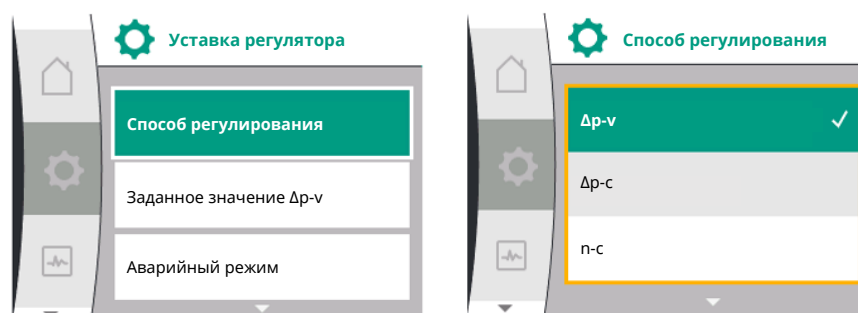 Уставка регулятора
Способ регулирования
Заданное значение Δp-v
Аварийный режим
Способ регулирования
Δp-v
Δp-c
n-c